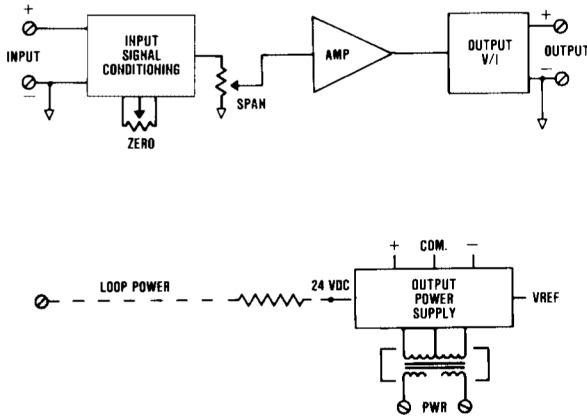 +
INPUT
−
INPUT
SIGNAL
CONDITIONING
ZERO
SPAN
AMP
OUTPUT
V/I
+
OUTPUT
−
LOOP POWER
24 VDC
+ COM. −
OUTPUT
POWER
SUPPLY
VREF
PWR